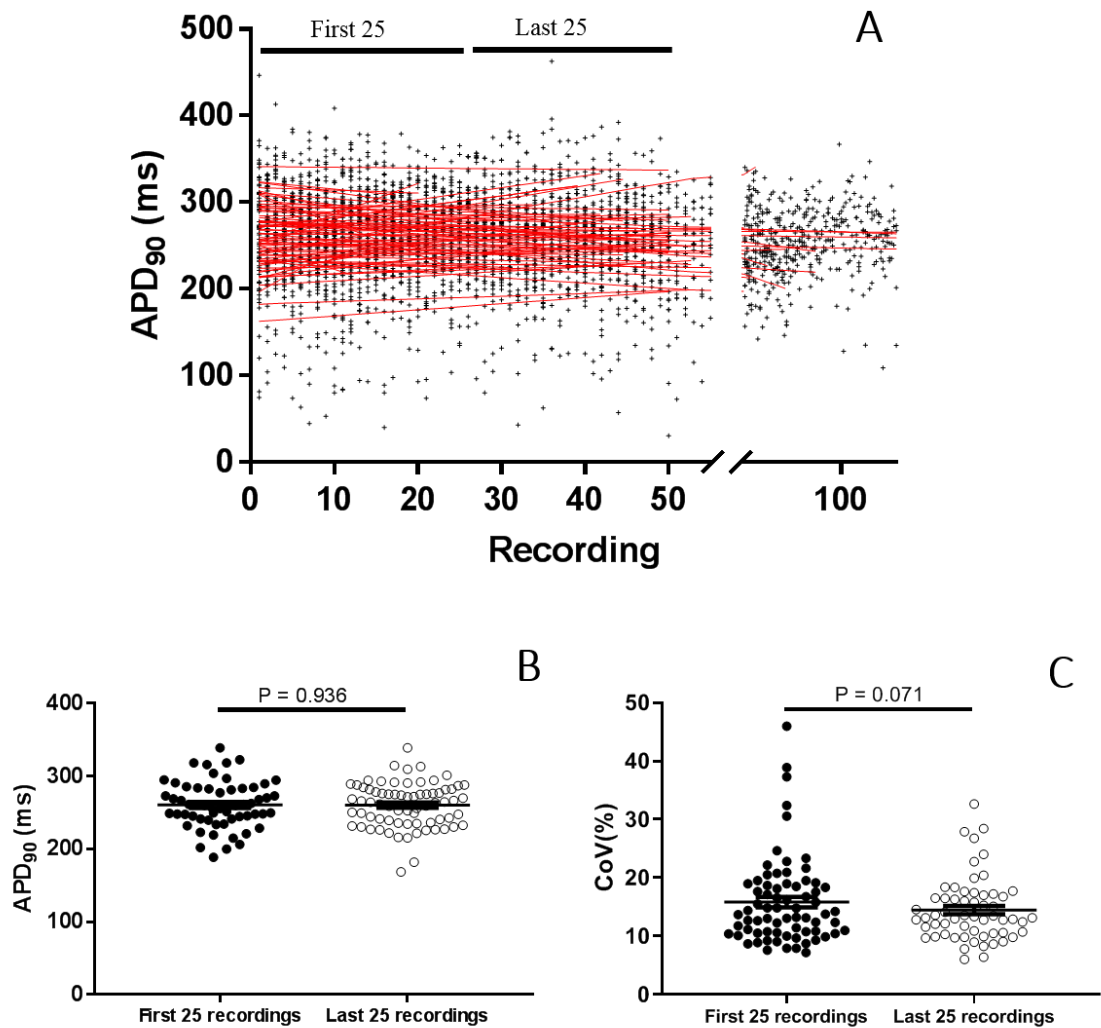 First 25 Last 25 A
500
400
300
200
100
0
APD90 (ms)
0 10 20 30 40 50 100
Recording
B
P = 0.936
400
300
200
100
0
APD90 (ms)
First 25 recordings Last 25 recordings
C
P = 0.071
50
40
30
20
10
0
CoV(%)
First 25 recordings Last 25 recordings